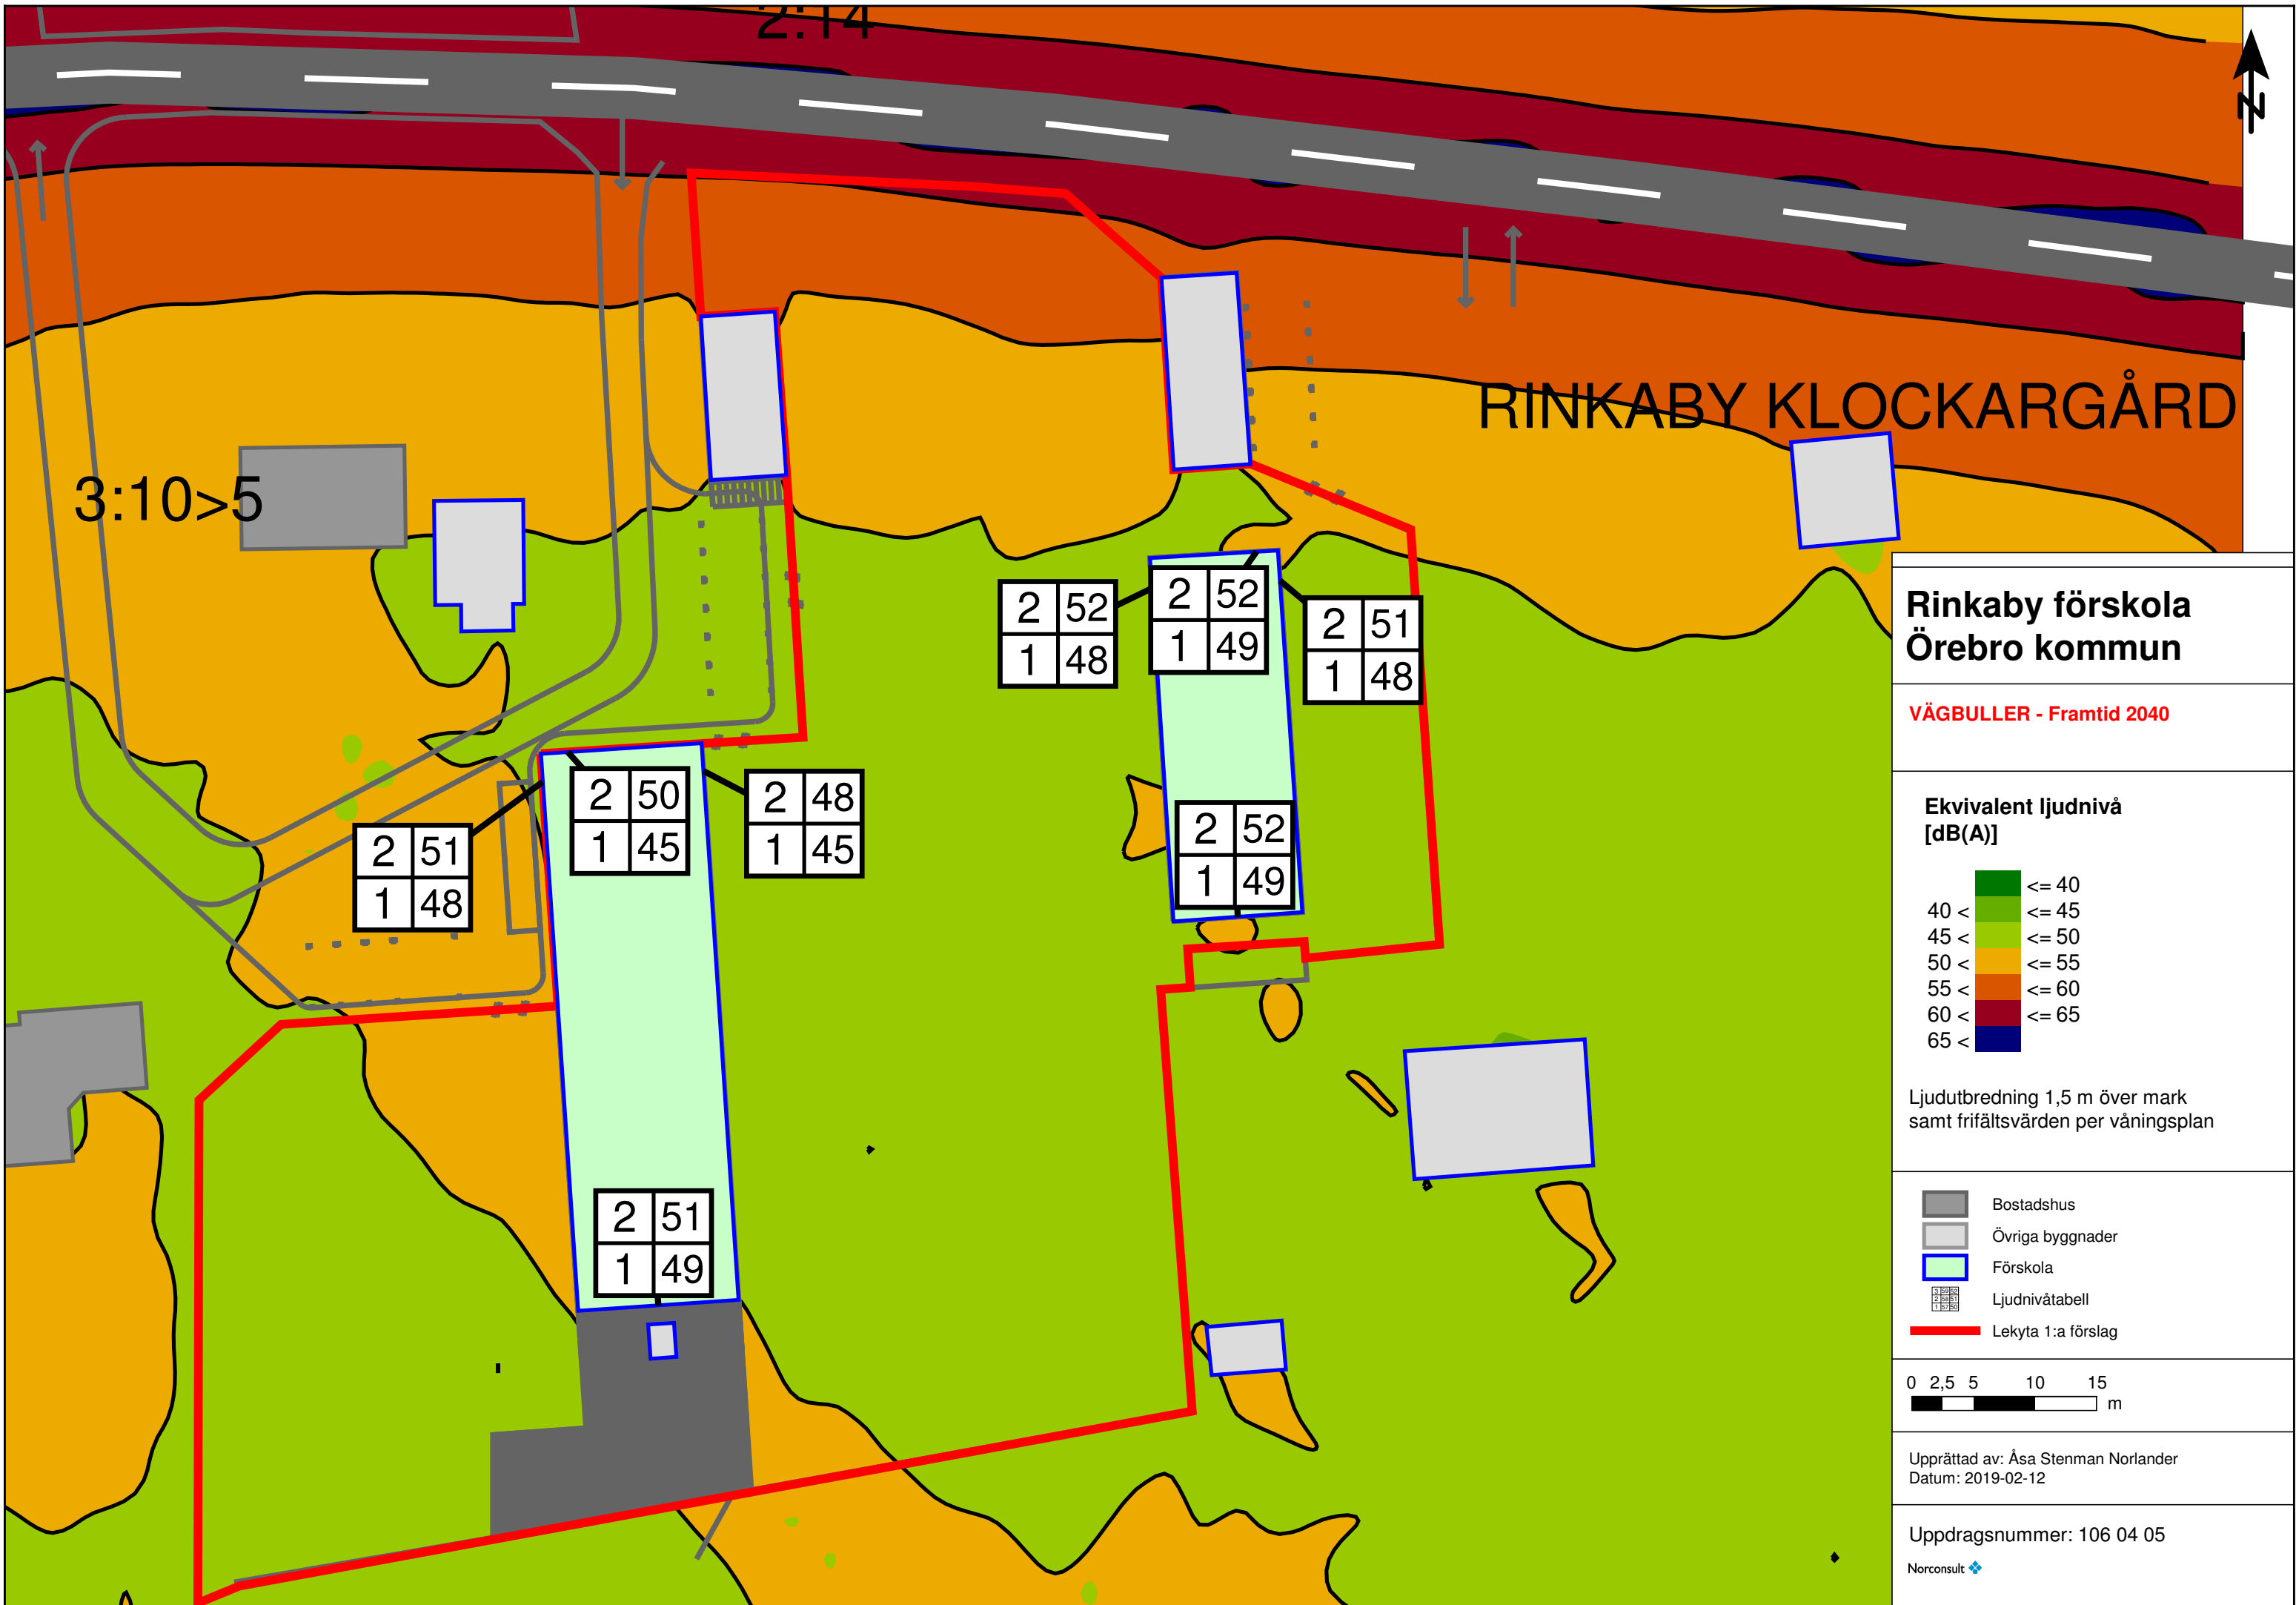 2:14
N
RINKABY KLOCKARGÅRD
3:10>5
2 52
1 48
2 52
1 49
2 51
1 48
2 50
1 45
2 48
1 45
2 51
1 48
2 52
1 49
2 51
1 49
Rinkaby förskola
Örebro kommun
VÄGBULLER - Framtid 2040
Ekvivalent ljudnivå
[dB(A)]
<= 40
40 < <= 45
45 < <= 50
50 < <= 55
55 < <= 60
60 < <= 65
65 <
Ljudutbredning 1,5 m över mark
samt frifältsvärden per våningsplan
Bostadshus
Övriga byggnader
Förskola
Ljudnivåtabell
Lekyta 1:a förslag
0 2,5 5 10 15
m
Upprättad av: Åsa Stenman Norlander
Datum: 2019-02-12
Uppdragsnummer: 106 04 05
Norconsult